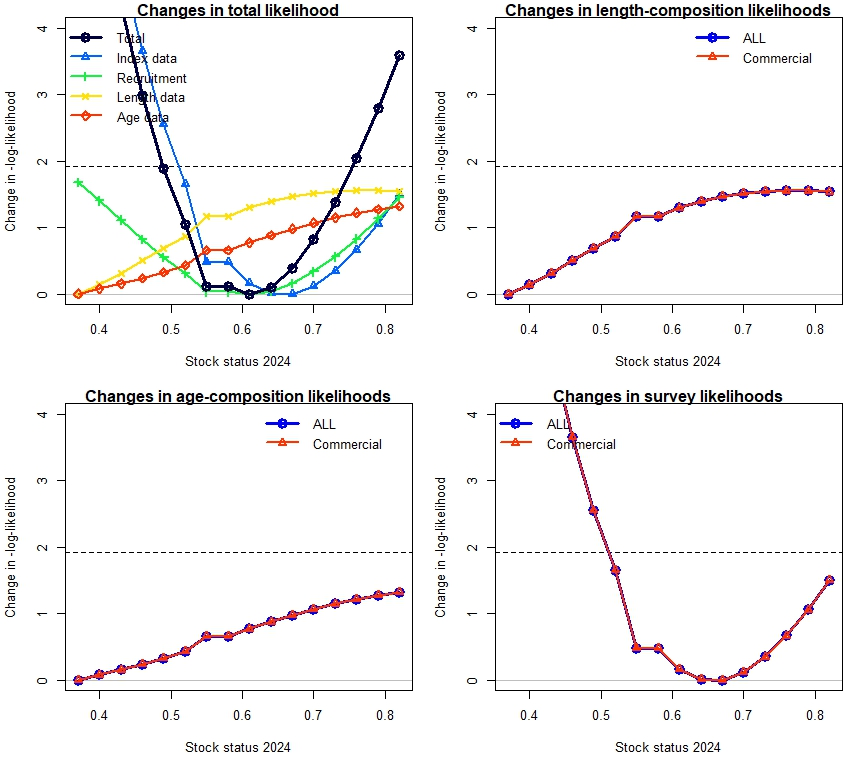 Changes in total likelihood
Change in -log-likelihood
4
3
2
1
0
Total
Index data
Recruitment
Length data
Age data
0.4 0.5 0.6 0.7 0.8
Stock status 2024
Changes in length-composition likelihoods
Change in -log-likelihood
4
3
2
1
0
ALL
Commercial
0.4 0.5 0.6 0.7 0.8
Stock status 2024
Changes in age-composition likelihoods
Change in -log-likelihood
4
3
2
1
0
ALL
Commercial
0.4 0.5 0.6 0.7 0.8
Stock status 2024
Changes in survey likelihoods
Change in -log-likelihood
4
3
2
1
0
ALL
Commercial
0.4 0.5 0.6 0.7 0.8
Stock status 2024